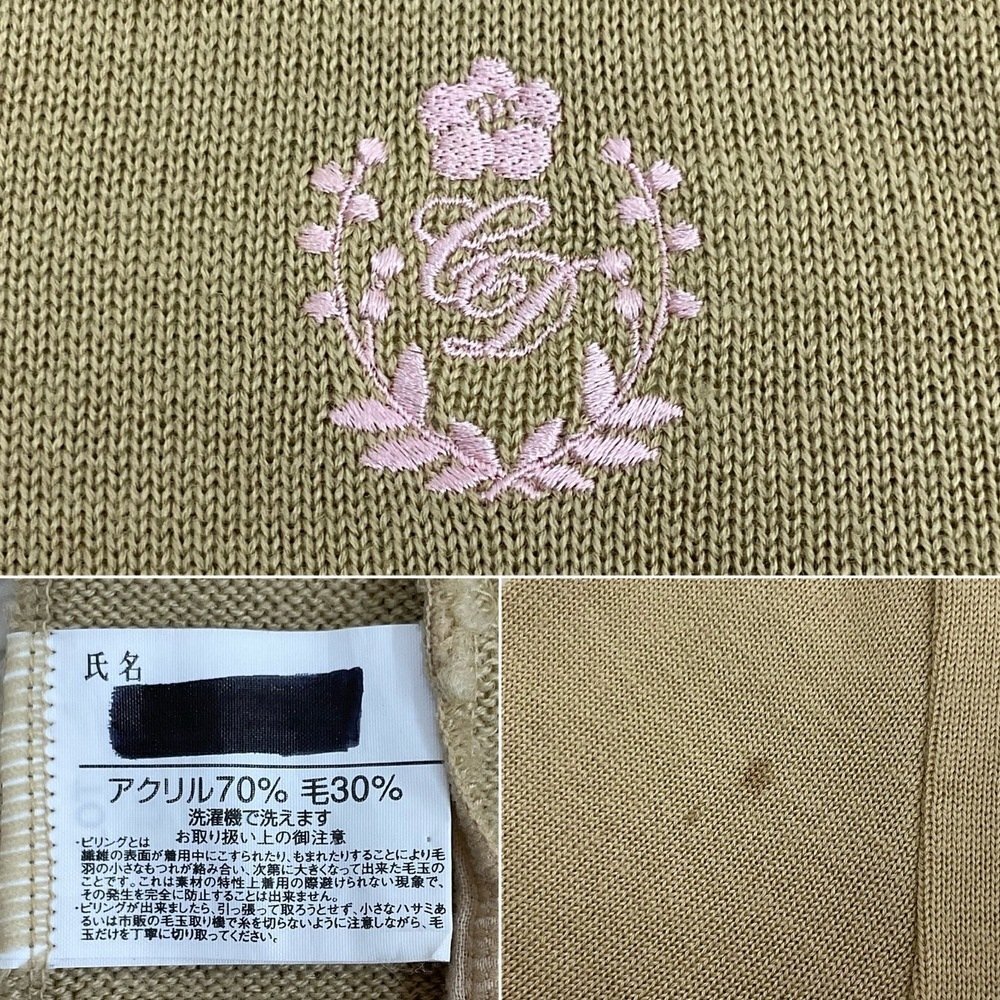 CD
氏名
アクリル70% 毛30%
洗濯機で洗えます
お取り扱い上の御注意
・ピリングとは
繊維の表面が着用中にこすられたり、もまれたりすることにより毛
羽の小さなもつれが絡み合い、次第に大きくなって出来た毛玉の
ことです。これは素材の特性上着用の際避けられない現象で、
その発生を完全に防止することは出来ません。
・ピリングが出来ましたら、引っ張って取ろうとせず、小さなハサミあ
るいは市販の毛玉取り機で糸を切らないように注意しながら、毛
玉だけを丁寧に切り取ってください。